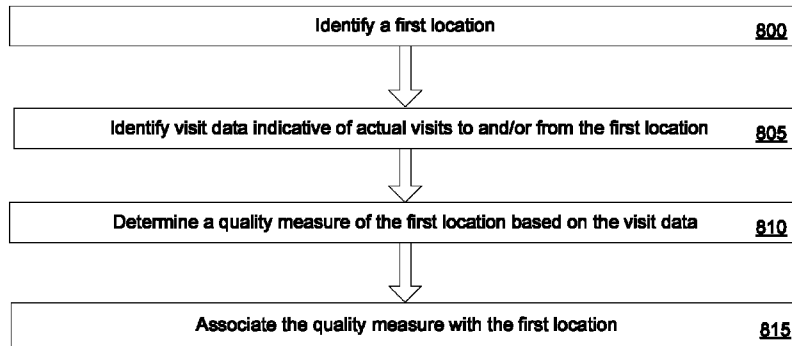 Identify a first location
800
Identify visit data indicative of actual visits to and/or from the first location
805
Determine a quality measure of the first location based on the visit data
810
Associate the quality measure with the first location
815